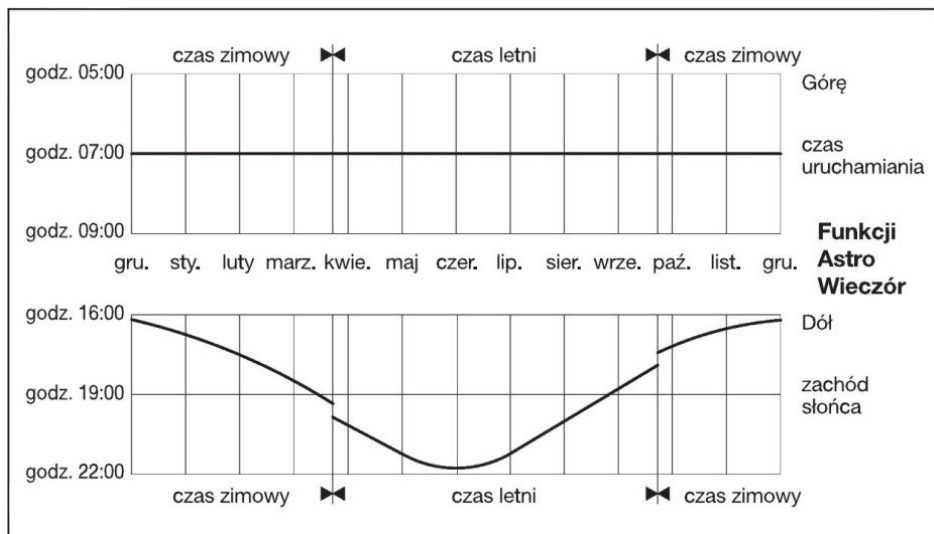 czas zimowy czas letni czas zimowy
godz. 05:00 Górę
godz. 07:00 czas
uruchamiania
godz. 09:00
Funkcji
Astro
Wieczór
gru. sty. luty marz. kwie. maj czer. lip. sier. wrze. paź. list. gru.
godz. 16:00 Dół
godz. 19:00 zachód
słońca
godz. 22:00
czas zimowy czas letni czas zimowy